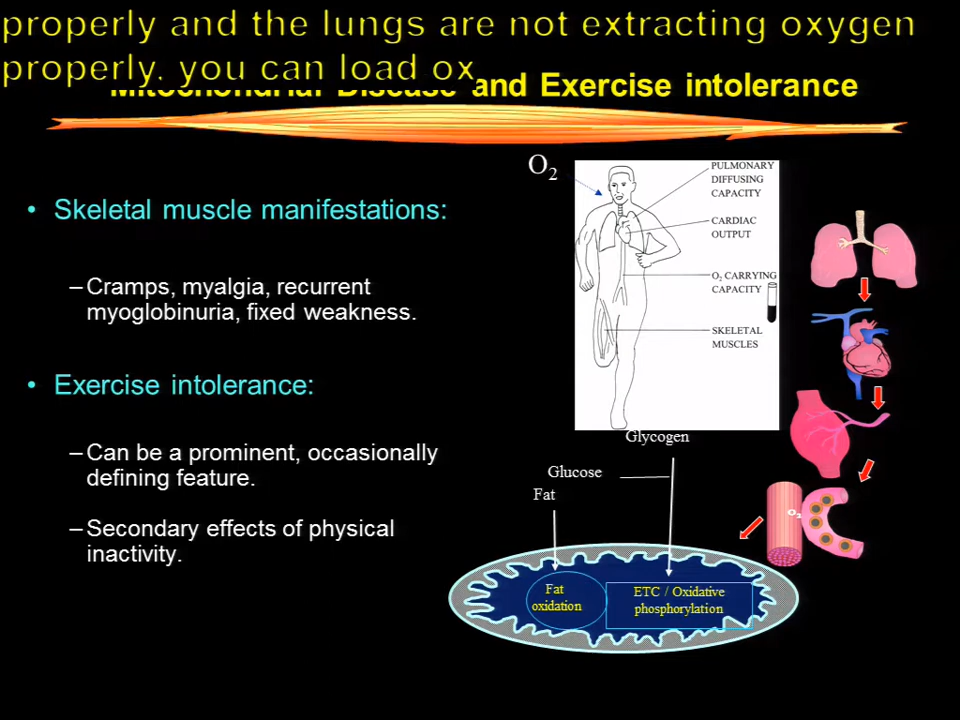 properly and the lungs are not extracting oxygen
properly, you can load ox
Mitochondrial Disease and Exercise intolerance
• Skeletal muscle manifestations:
– Cramps, myalgia, recurrent
myoglobinuria, fixed weakness.
• Exercise intolerance:
– Can be a prominent, occasionally
defining feature.
– Secondary effects of physical
inactivity.
O₂
PULMONARY
DIFFUSING
CAPACITY
CARDIAC
OUTPUT
O₂ CARRYING
CAPACITY
SKELETAL
MUSCLES
Glycogen
Glucose
Fat
O₂
Fat
oxidation
ETC / Oxidative
phosphorylation